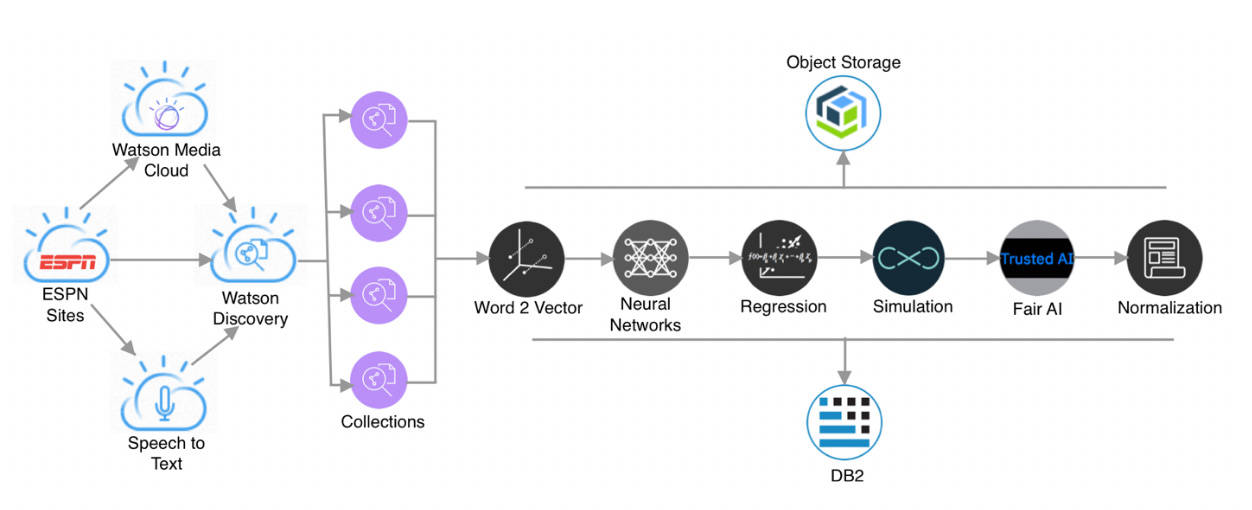 Object Storage
Watson Media
Cloud
ESPN
ESPN
Sites
Watson
Discovery
Speech to
Text
Collections
Word 2 Vector
Neural
Networks
Regression
Simulation
Trusted AI
Fair AI
Normalization
DB2